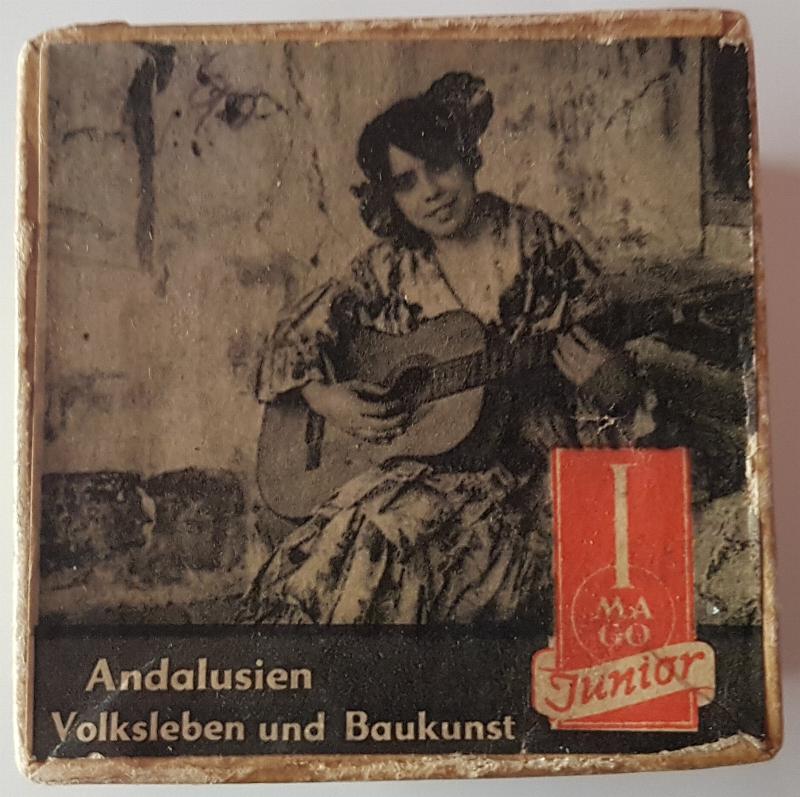 I
MA
GO
Junior
Andalusien
Volksleben und Baukunst